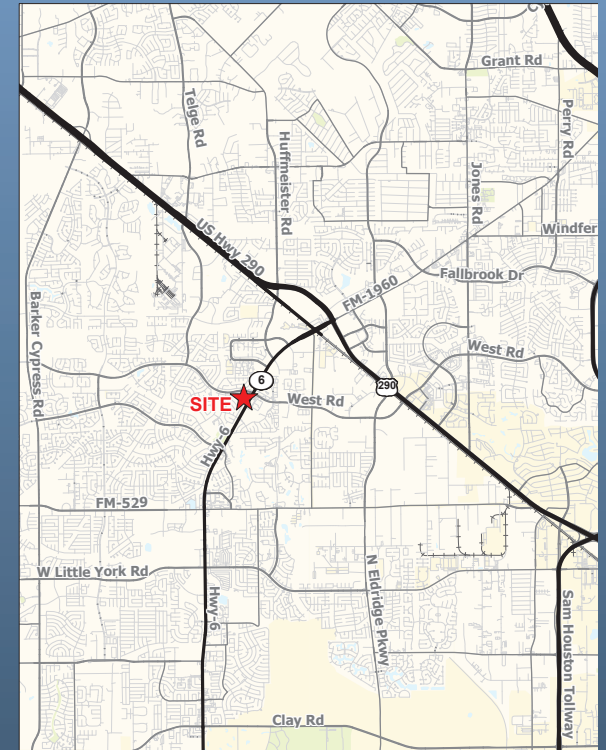 Grant Rd
Telge Rd
Perry Rd
Huffmeister Rd
Jones Rd
US Hwy 290
Windfer
FM-1960
Fallbrook Dr
Barker Cypress Rd
West Rd
6
290
SITE
West Rd
Hwy-6
FM-529
W Little York Rd
N Eldridge Pkwy
Hwy-6
Sam Houston Tollway
Clay Rd